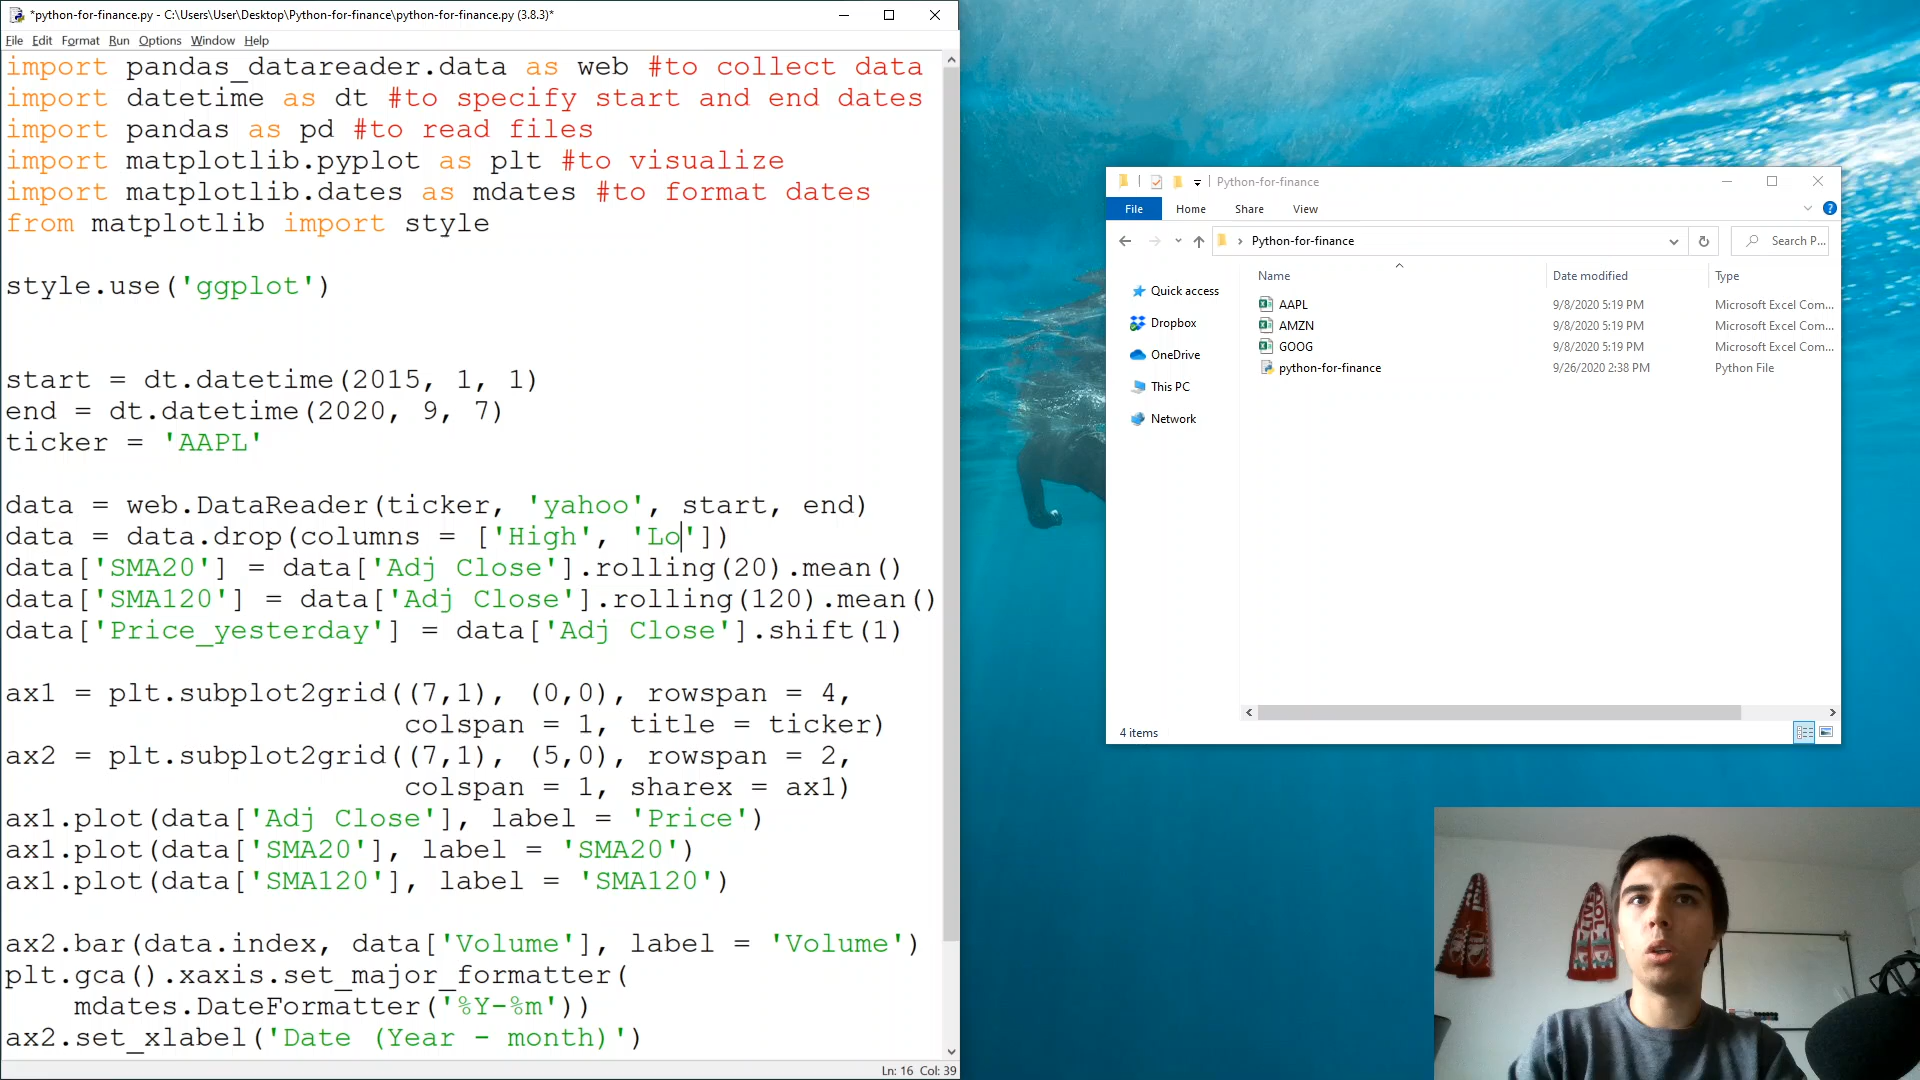 *python-for-finance.py - C:\Users\User\Desktop\Python-for-finance\python-for-finance.py (3.8.3)*
File Edit Format Run Options Window Help
import pandas_datareader.data as web #to collect data
import datetime as dt #to specify start and end dates
import pandas as pd #to read files
import matplotlib.pyplot as plt #to visualize
import matplotlib.dates as mdates #to format dates
from matplotlib import style
style.use('ggplot')
start = dt.datetime(2015, 1, 1)
end = dt.datetime(2020, 9, 7)
ticker = 'AAPL'
data = web.DataReader(ticker, 'yahoo', start, end)
data = data.drop(columns = ['High', 'Lo'])
data['SMA20'] = data['Adj Close'].rolling(20).mean()
data['SMA120'] = data['Adj Close'].rolling(120).mean()
data['Price_yesterday'] = data['Adj Close'].shift(1)
ax1 = plt.subplot2grid((7,1), (0,0), rowspan = 4,
colspan = 1, title = ticker)
ax2 = plt.subplot2grid((7,1), (5,0), rowspan = 2,
colspan = 1, sharex = ax1)
ax1.plot(data['Adj Close'], label = 'Price')
ax1.plot(data['SMA20'], label = 'SMA20')
ax1.plot(data['SMA120'], label = 'SMA120')
ax2.bar(data.index, data['Volume'], label = 'Volume')
plt.gca().xaxis.set_major_formatter(
mdates.DateFormatter('%Y-%m'))
ax2.set_xlabel('Date (Year - month)')
Ln: 16 Col: 39
Python-for-finance
File Home Share View
Python-for-finance
Search P...
Name Date modified Type
Quick access
Dropbox
OneDrive
This PC
Network
AAPL 9/8/2020 5:19 PM Microsoft Excel Com...
AMZN 9/8/2020 5:19 PM Microsoft Excel Com...
GOOG 9/8/2020 5:19 PM Microsoft Excel Com...
python-for-finance 9/26/2020 2:38 PM Python File
4 items